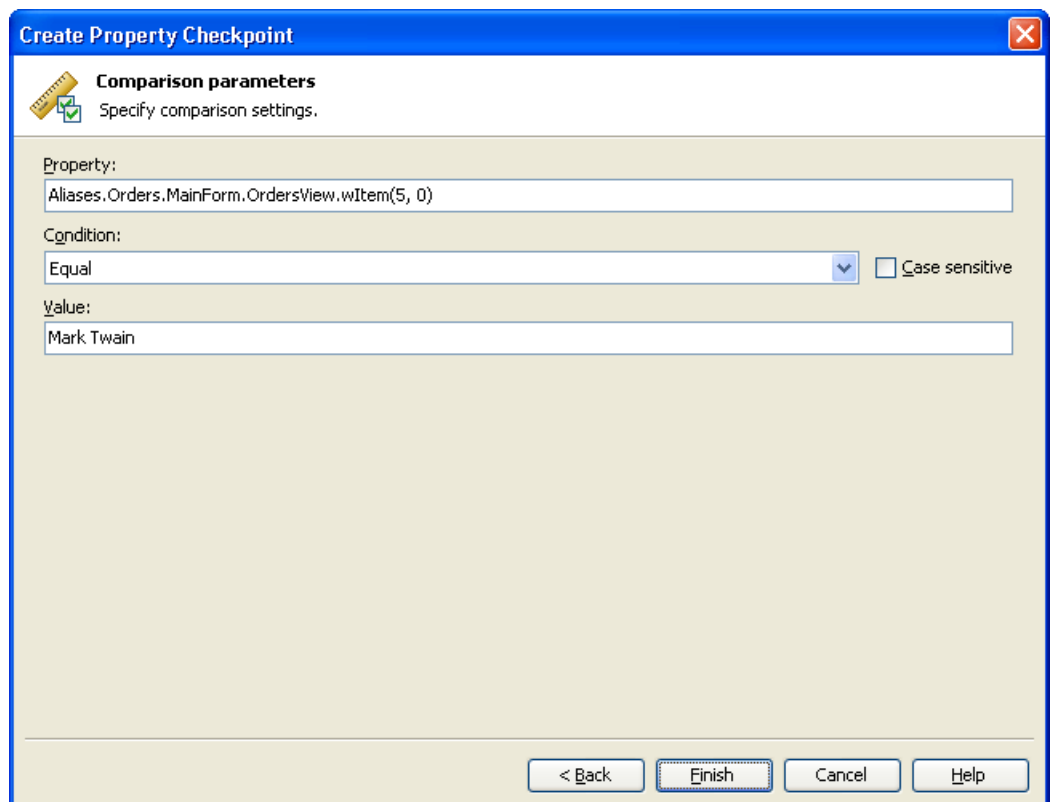 Create Property Checkpoint
Comparison parameters
Specify comparison settings.
Property:
Aliases.Orders.MainForm.OrdersView.wItem(5, 0)
Condition:
Equal
Case sensitive
Value:
Mark Twain
< Back Finish Cancel Help